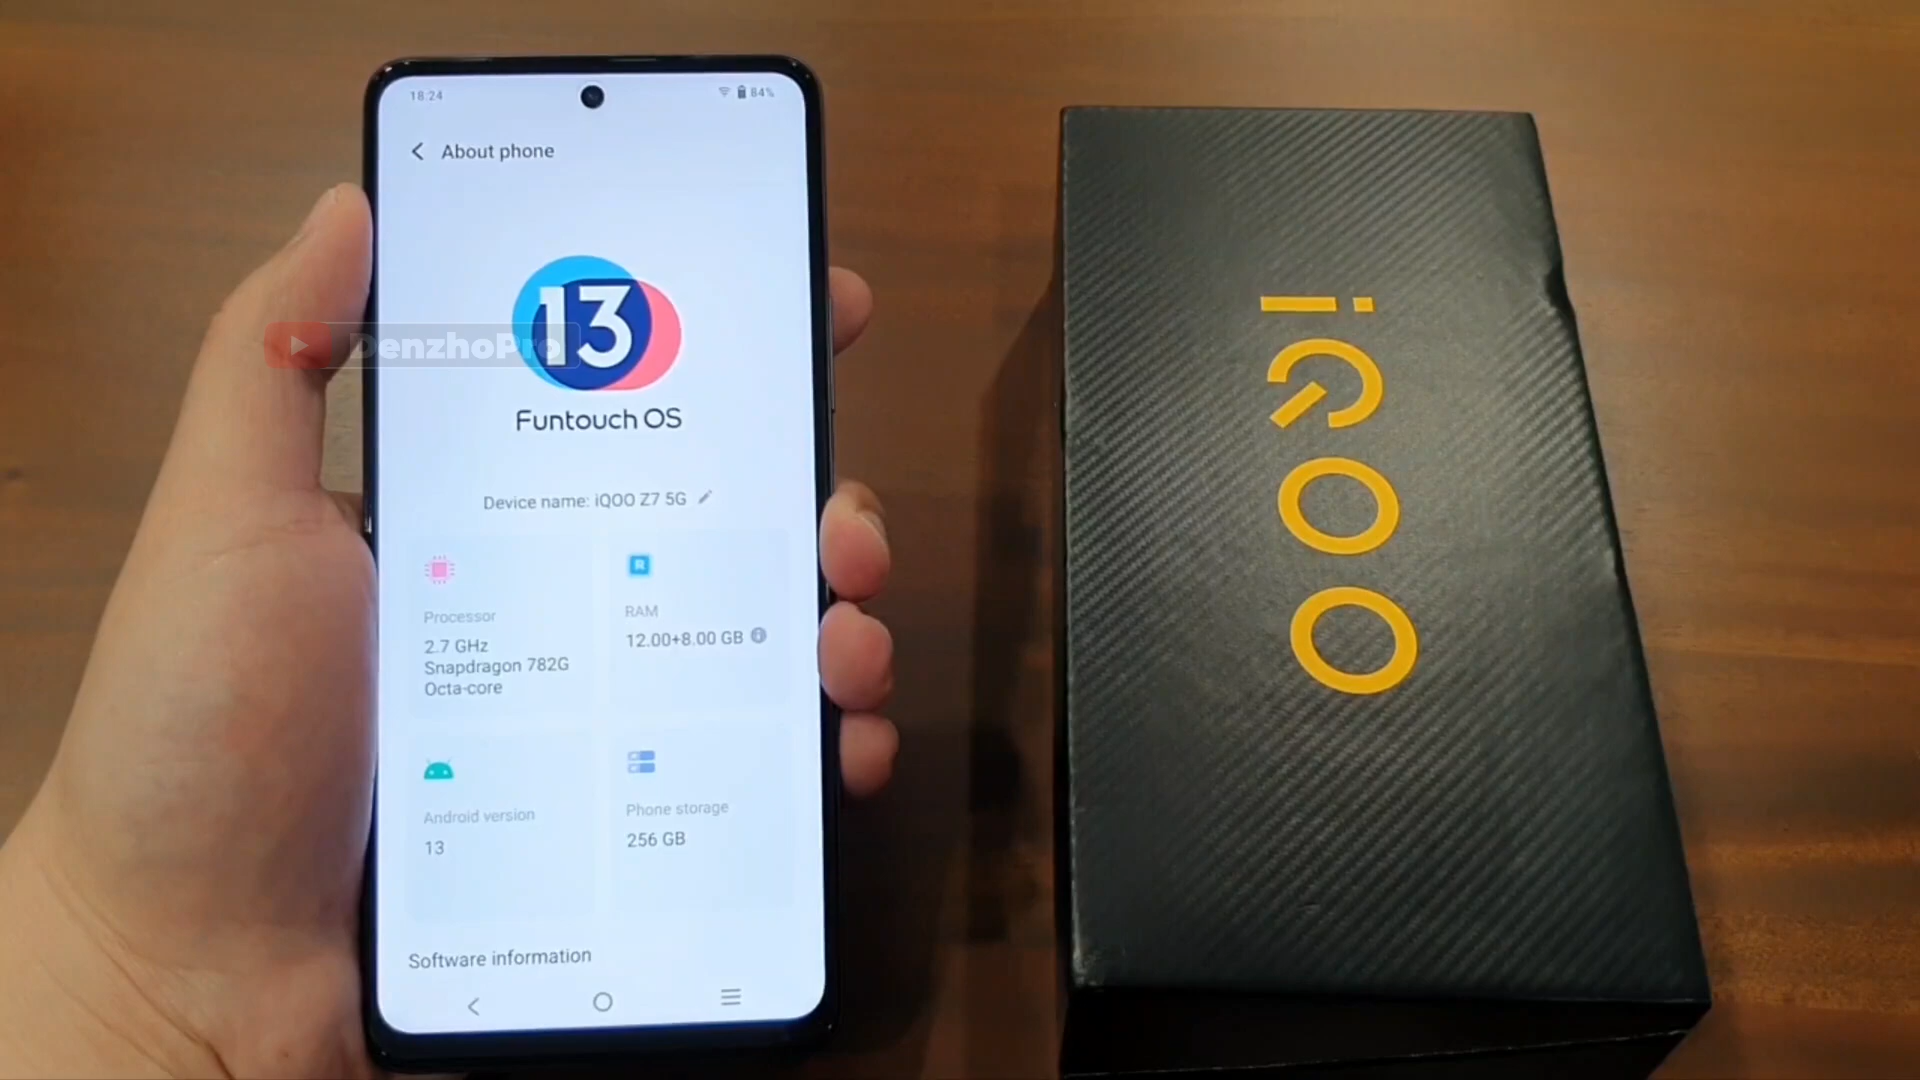 18:24
84%
About phone
13
Funtouch OS
Device name: iQOO Z7 5G
R
Processor
2.7 GHz
Snapdragon 782G
Octa-core
RAM
12.00+8.00 GB
Android version
13
Phone storage
256 GB
Software information
DenzhoPro
iQOO